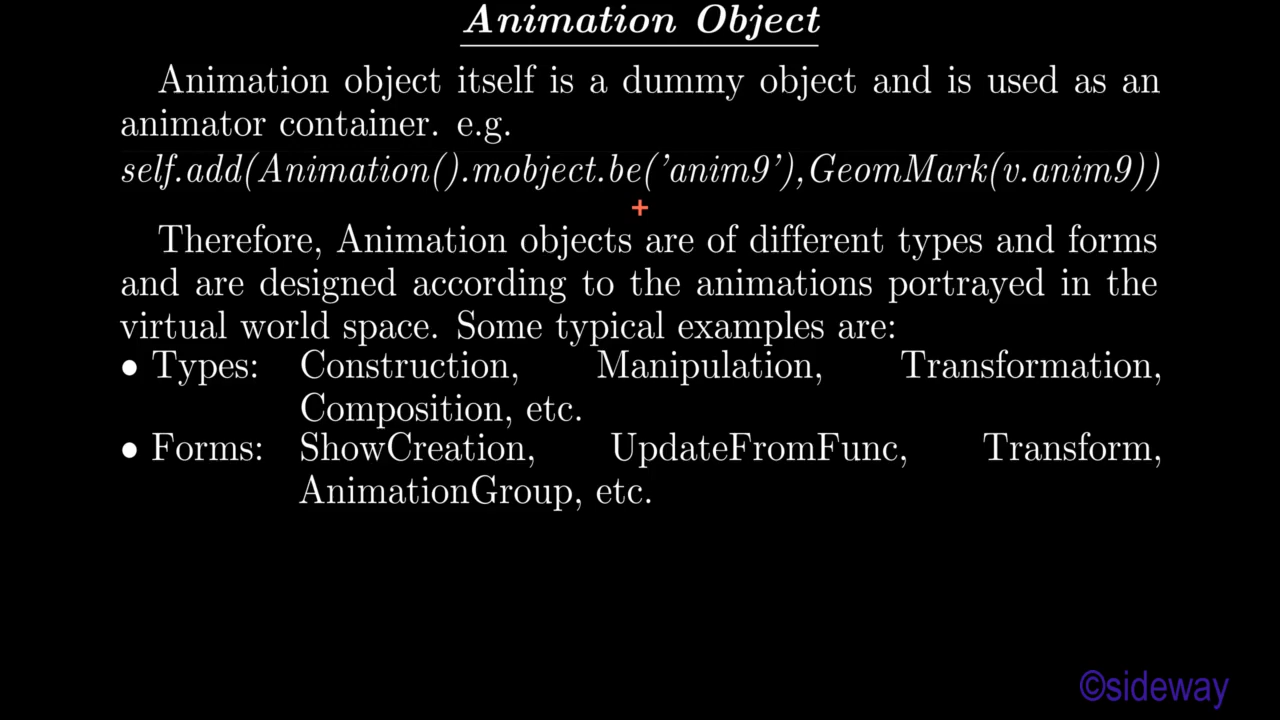 Animation Object
Animation object itself is a dummy object and is used as an
animator container. e.g.
self.add(Animation().mobject.be('anim9'),GeomMark(v.anim9))
+
Therefore, Animation objects are of different types and forms
and are designed according to the animations portrayed in the
virtual world space. Some typical examples are:
• Types: Construction, Manipulation, Transformation,
Composition, etc.
• Forms: ShowCreation, UpdateFromFunc, Transform,
AnimationGroup, etc.
©sideway